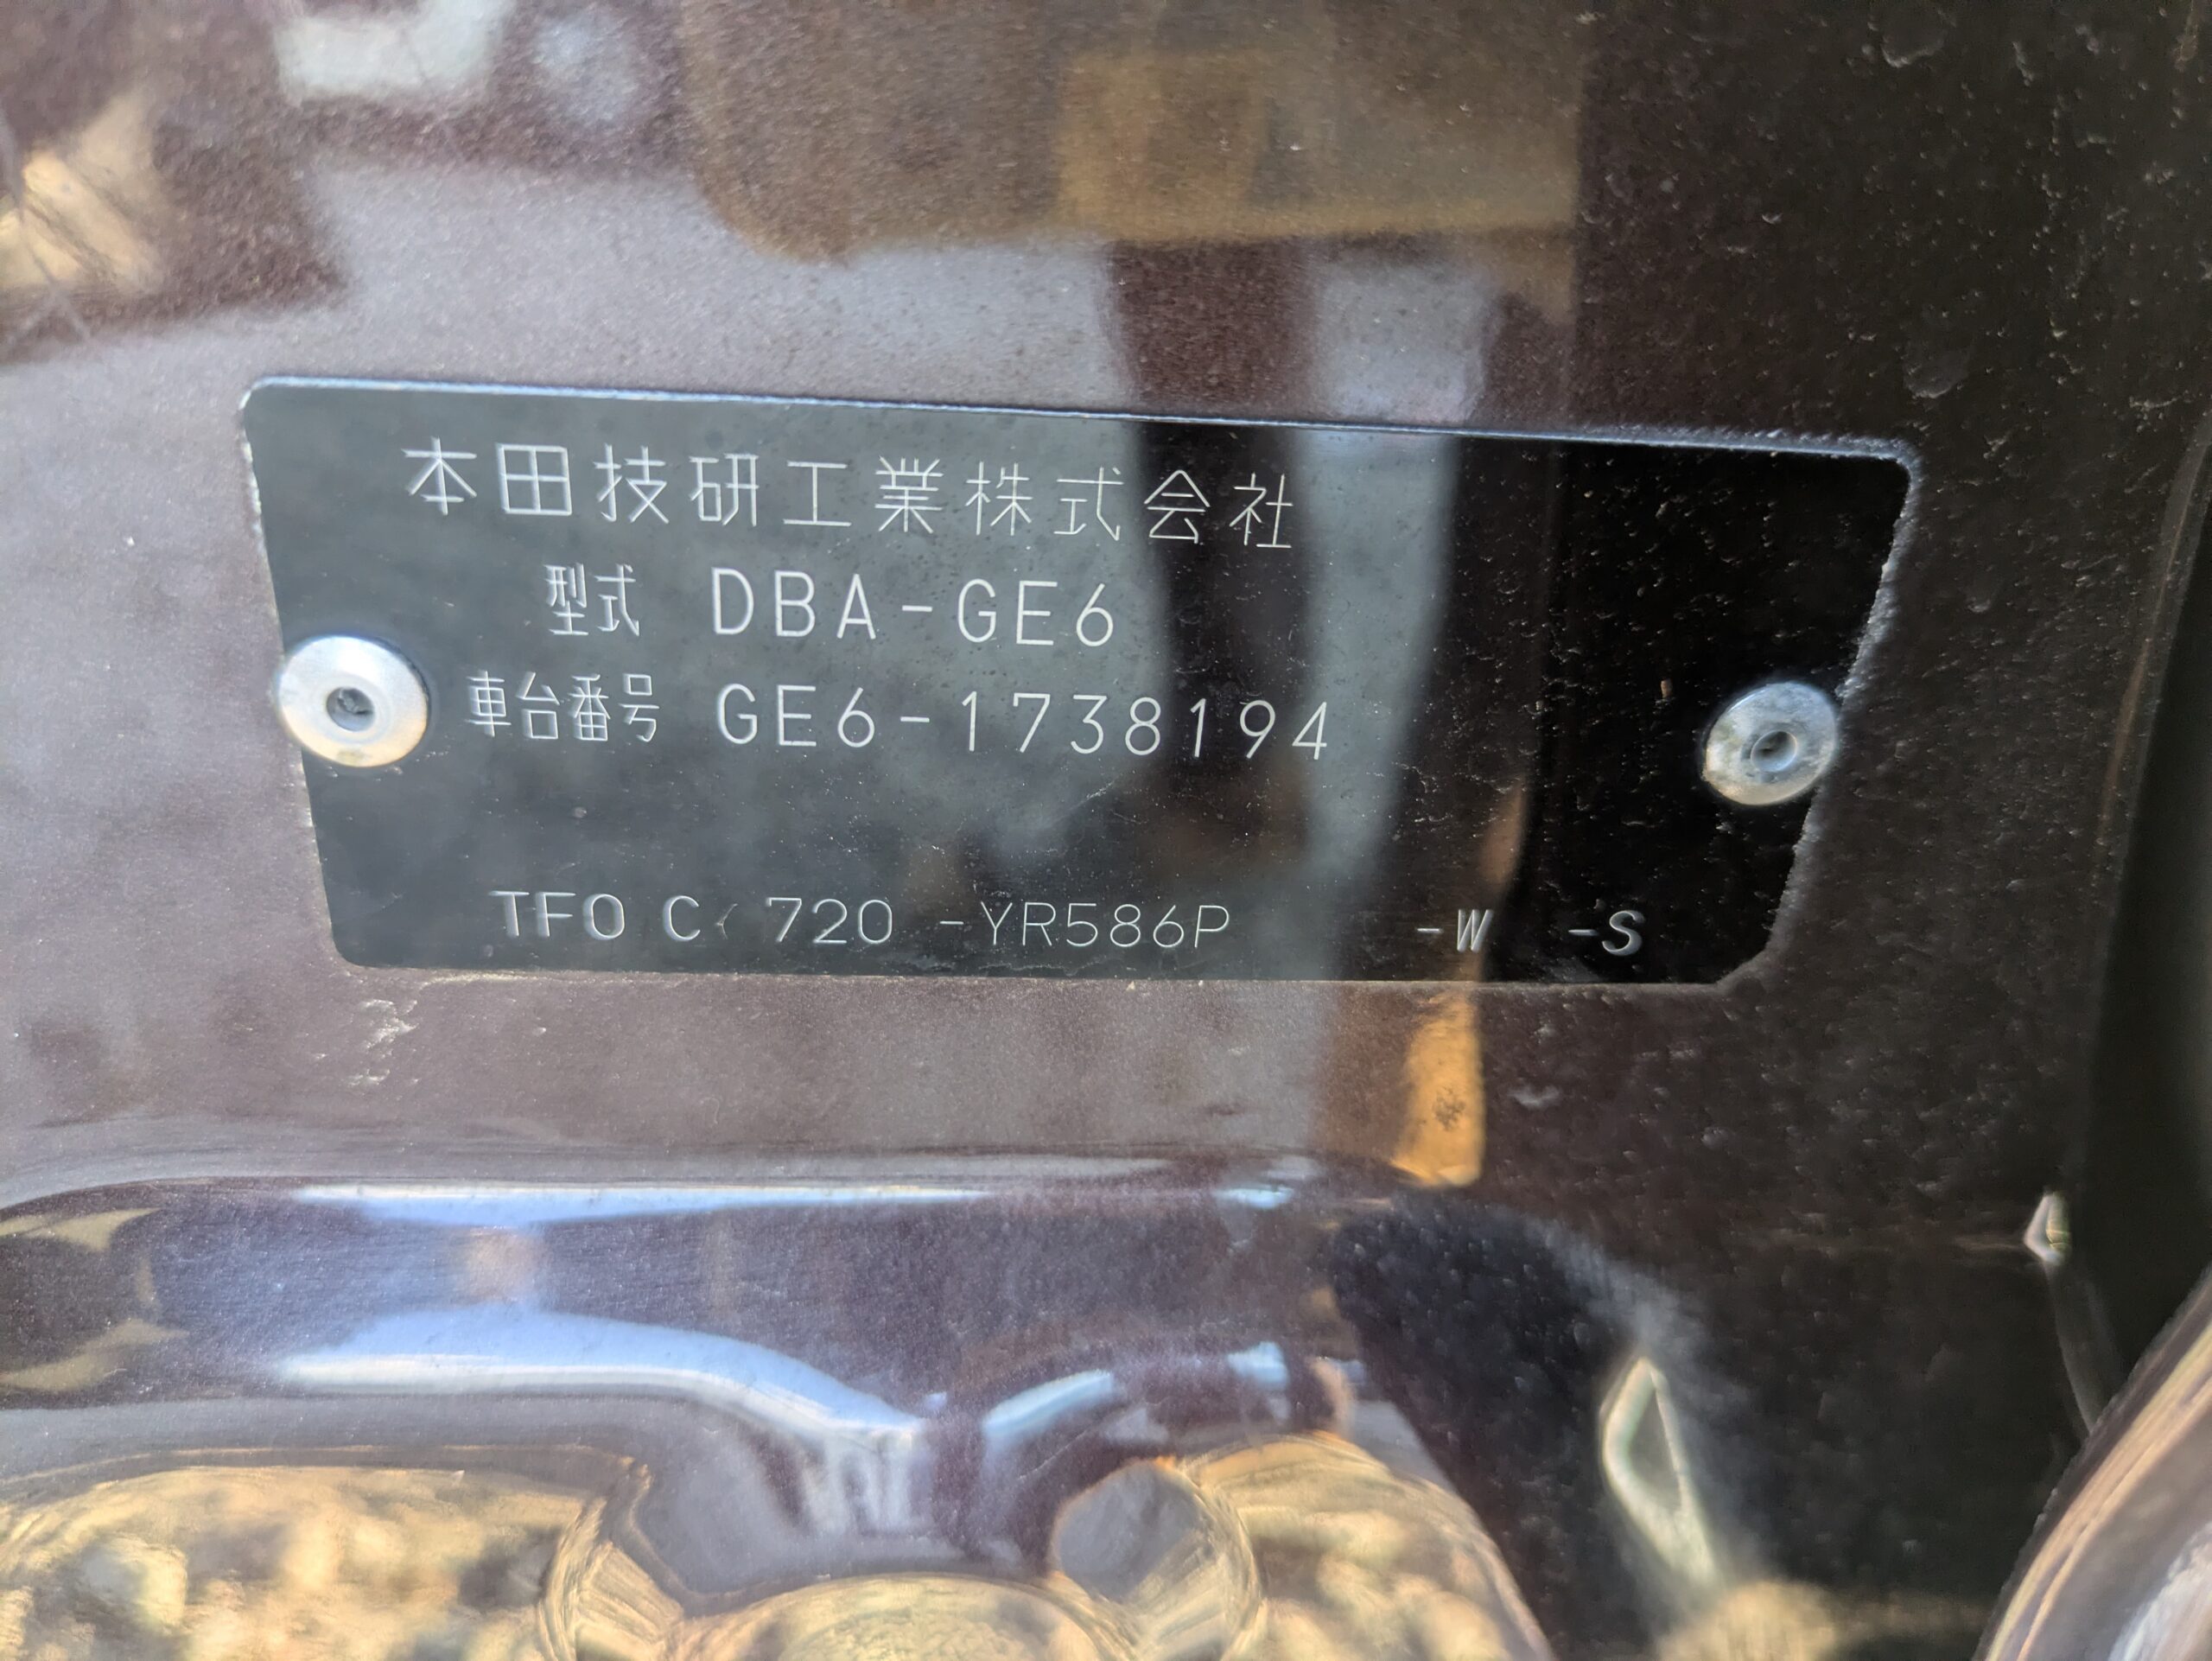 本田技研工業株式会社
型式 DBA-GE6
車台番号 GE6-1738194
TF0 C 720 -YR586P -W -S